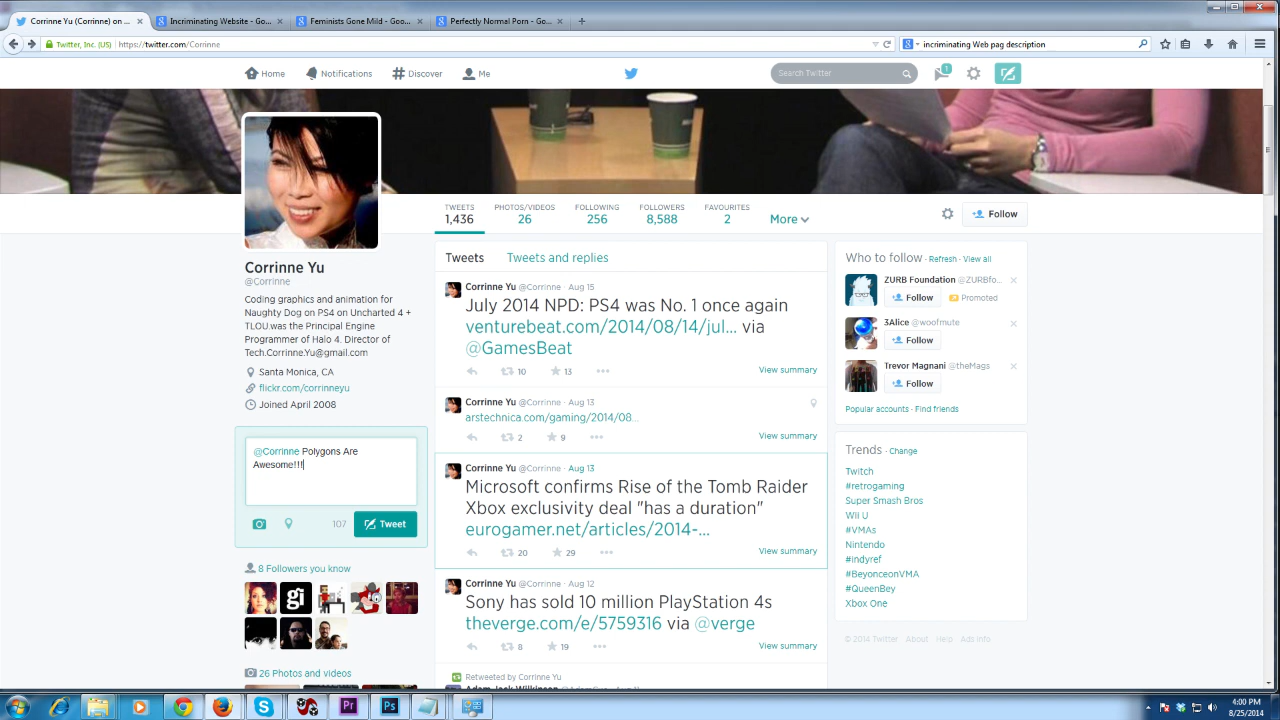 Corrinne Yu (Corrine) on ...
Incriminating Website - Go...
Feminists Gone Mild - Goo...
Perfectly Normal Porn - Go...
Twitter, Inc. (US)
https://twitter.com/Corrinne
incriminating Web pag description
Home
Notifications
Discover
Me
Search Twitter
1
TWEETS
1,436
PHOTOS/VIDEOS
26
FOLLOWING
256
FOLLOWERS
8,588
FAVOURITES
2
More
Follow
Corrinne Yu
@Corrinne
Coding graphics and animation for
Naughty Dog on PS4 on Uncharted 4 +
TLOU.was the Principal Engine
Programmer of Halo 4. Director of
Tech.Corrinne.Yu@gmail.com
Santa Monica, CA
flickr.com/corrinneyu
Joined April 2008
@Corrinne Polygons Are
Awesome!!!
107
Tweet
8 Followers you know
gi
26 Photos and videos
Tweets
Tweets and replies
Corrinne Yu @Corrinne · Aug 15
July 2014 NPD: PS4 was No. 1 once again
venturebeat.com/2014/08/14/jul... via
@GamesBeat
10
13
View summary
Corrinne Yu @Corrinne · Aug 13
arstechnica.com/gaming/2014/08...
2
9
View summary
Corrinne Yu @Corrinne · Aug 13
Microsoft confirms Rise of the Tomb Raider
Xbox exclusivity deal "has a duration"
eurogamer.net/articles/2014-...
20
29
View summary
Corrinne Yu @Corrinne · Aug 12
Sony has sold 10 million PlayStation 4s
theverge.com/e/5759316 via @verge
8
19
View summary
Retweeted by Corrinne Yu
Who to follow · Refresh · View all
ZURB Foundation @ZURBfo...
Follow
Promoted
3Alice @woofmute
Follow
Trevor Magnani @theMags
Follow
Popular accounts · Find friends
Trends · Change
Twitch
#retrogaming
Super Smash Bros
WII U
#VMAs
Nintendo
#indyref
#BeyonceonVMA
#QueenBey
Xbox One
© 2014 Twitter About Help Ads info
Pr
Ps
4:00 PM
8/25/2014